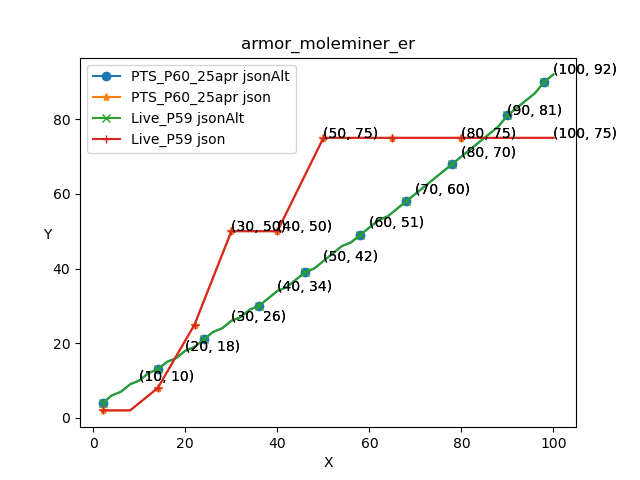 armor_moleminer_er
PTS_P60_25apr jsonAlt
PTS_P60_25apr json
Live_P59 jsonAlt
Live_P59 json
(100, 92)
(90, 81)
(50, 75)
(80, 75)
(100, 75)
(80, 70)
(70, 60)
(60, 51)
(30, 50)
(40, 50)
(50, 42)
(40, 34)
(30, 26)
(20, 18)
(10, 10)
Y
80
60
40
20
0
0 20 40 60 80 100
X